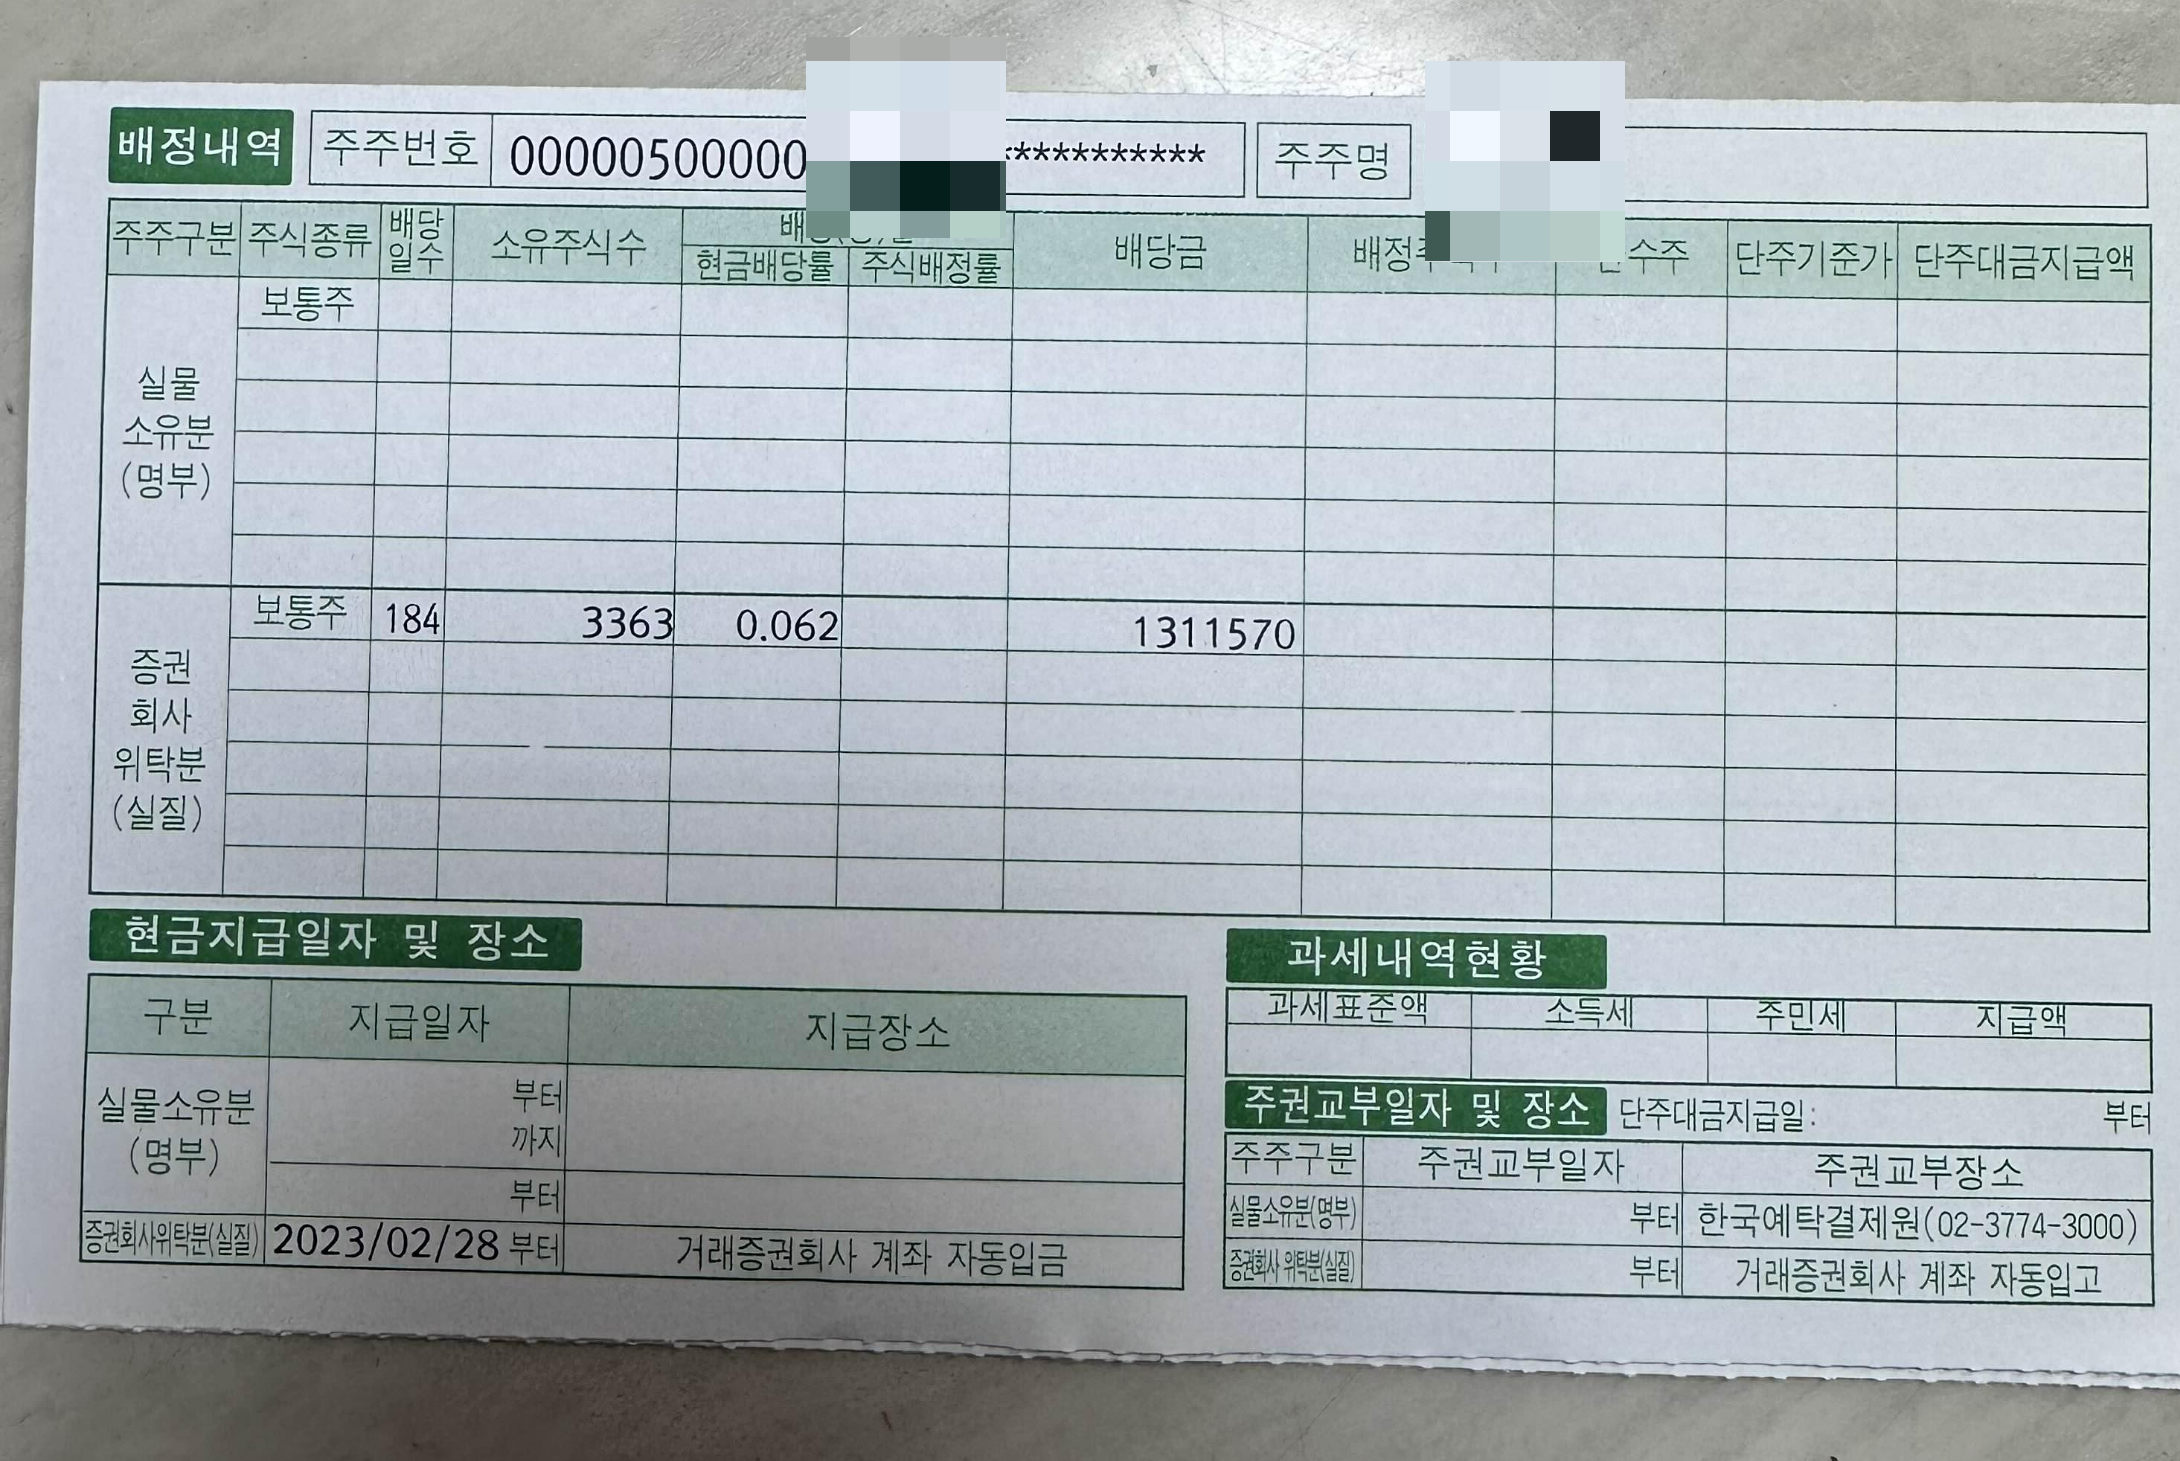 배정내역 주주번호 00000500000 *********** 주주명
주주구분 주식종류 배당일수 소유주식수 현금배당률 주식배정률 배당금 배정 수주 단주기준가 단주대금지급액
실물소유분(명부) 보통주
증권회사위탁분(실질) 보통주 184 3363 0.062 1311570
현금지급일자 및 장소
구분 지급일자 지급장소
실물소유분(명부) 부터
까지
부터
증권회사위탁분(실질) 2023/02/28 부터 거래증권회사 계좌 자동입금
과세내역현황
과세표준액 소득세 주민세 지급액
주권교부일자 및 장소 단주대금지급일: 부터
주주구분 주권교부일자 주권교부장소
실물소유분(명부) 부터 한국예탁결제원(02-3774-3000)
증권회사 위탁분(실질) 부터 거래증권회사 계좌 자동입고